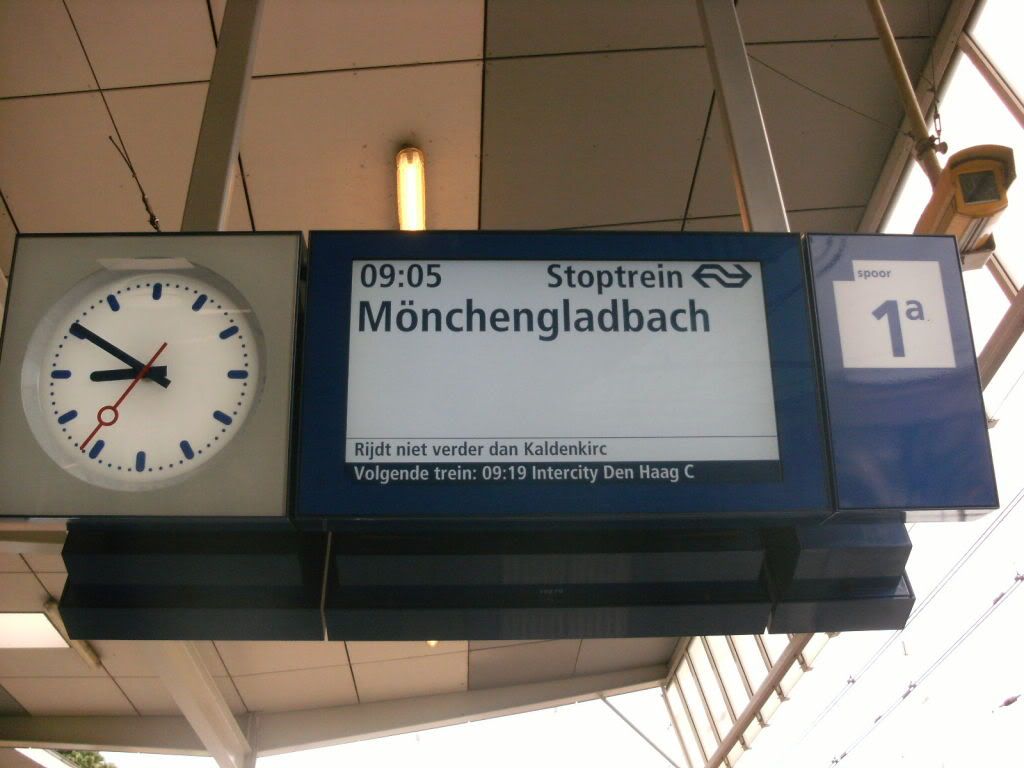 09:05 Stoptrein
Mönchengladbach
Rijdt niet verder dan Kaldenkirc
Volgende trein: 09:19 Intercity Den Haag C
spoor
1a